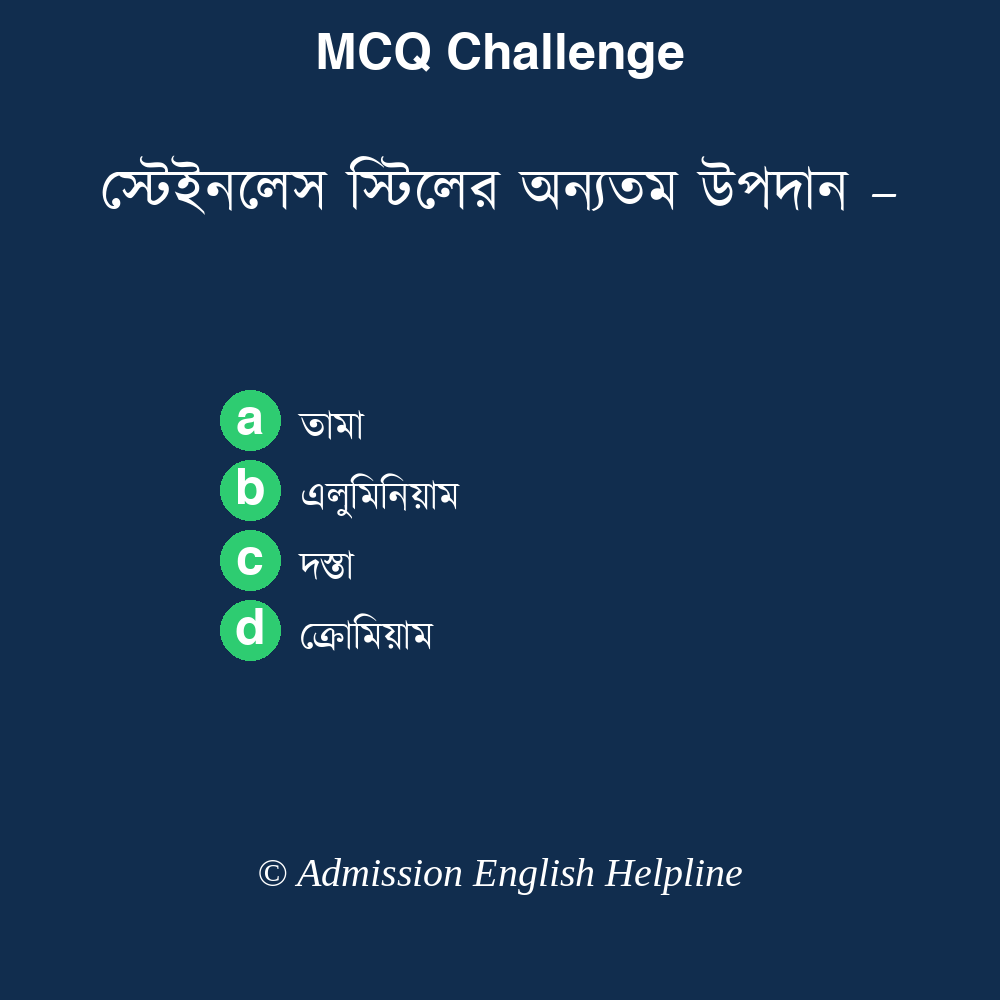 MCQ Challenge
স্টেইনলেস স্টিলের অন্যতম উপদান –
a তামা
b এলুমিনিয়াম
c দস্তা
d ক্রোমিয়াম
© Admission English Helpline